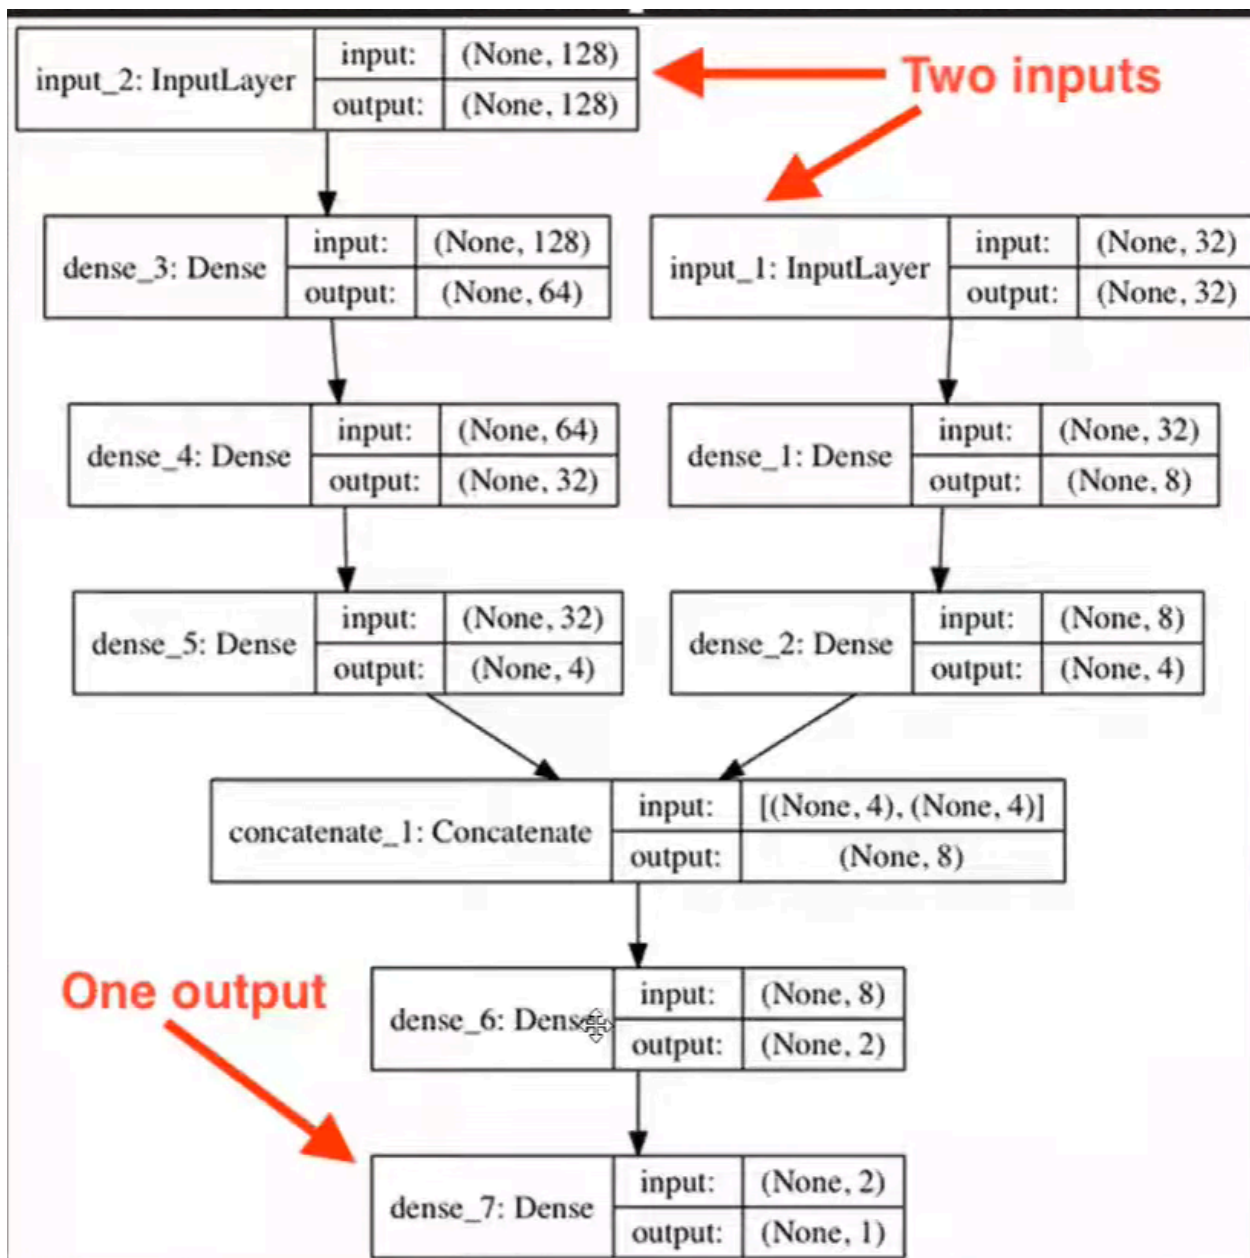 input_2: InputLayer
input: (None, 128)
output: (None, 128)
Two inputs
dense_3: Dense
input: (None, 128)
output: (None, 64)
input_1: InputLayer
input: (None, 32)
output: (None, 32)
dense_4: Dense
input: (None, 64)
output: (None, 32)
dense_1: Dense
input: (None, 32)
output: (None, 8)
dense_5: Dense
input: (None, 32)
output: (None, 4)
dense_2: Dense
input: (None, 8)
output: (None, 4)
concatenate_1: Concatenate
input: [(None, 4), (None, 4)]
output: (None, 8)
One output
dense_6: Dense
input: (None, 8)
output: (None, 2)
dense_7: Dense
input: (None, 2)
output: (None, 1)